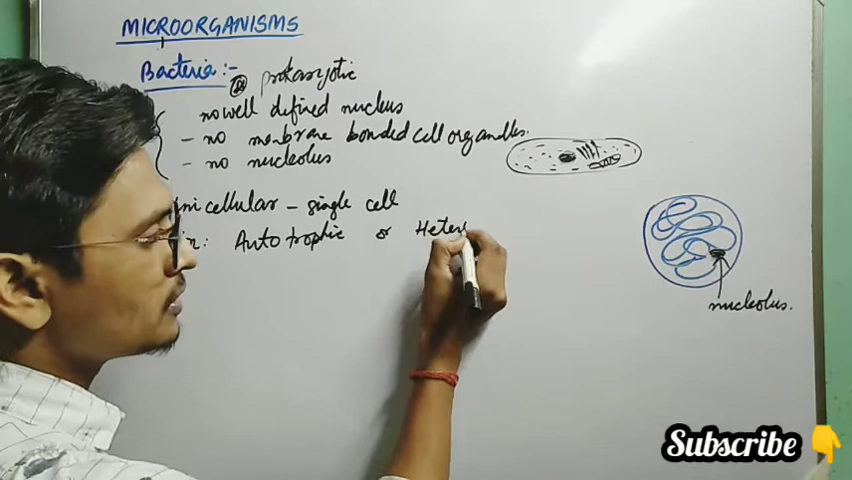 MICROORGANISMS
Bacteria:- prokaryotic
no well defined nucleus
- no membrane bonded cell organelles.
- no nucleolus
nicellular - single cell
n: Autotrophic or Heter
nucleolus.
Subscribe